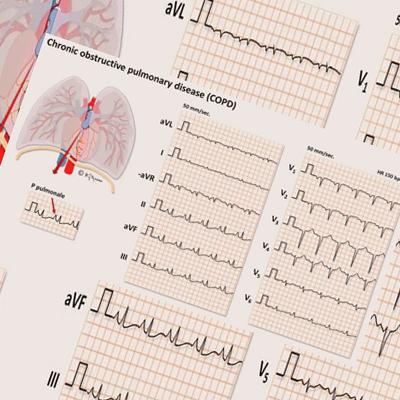 aVL
S
V1
Chronic obstructive pulmonary disease (COPD)
50 mm/sec.
50 mm/sec.
HR 150 bp
aVL
I
-aVR
II
aVF
III
V1
V2
V3
V4
V5
V6
P pulmonale
aVF
III
V5